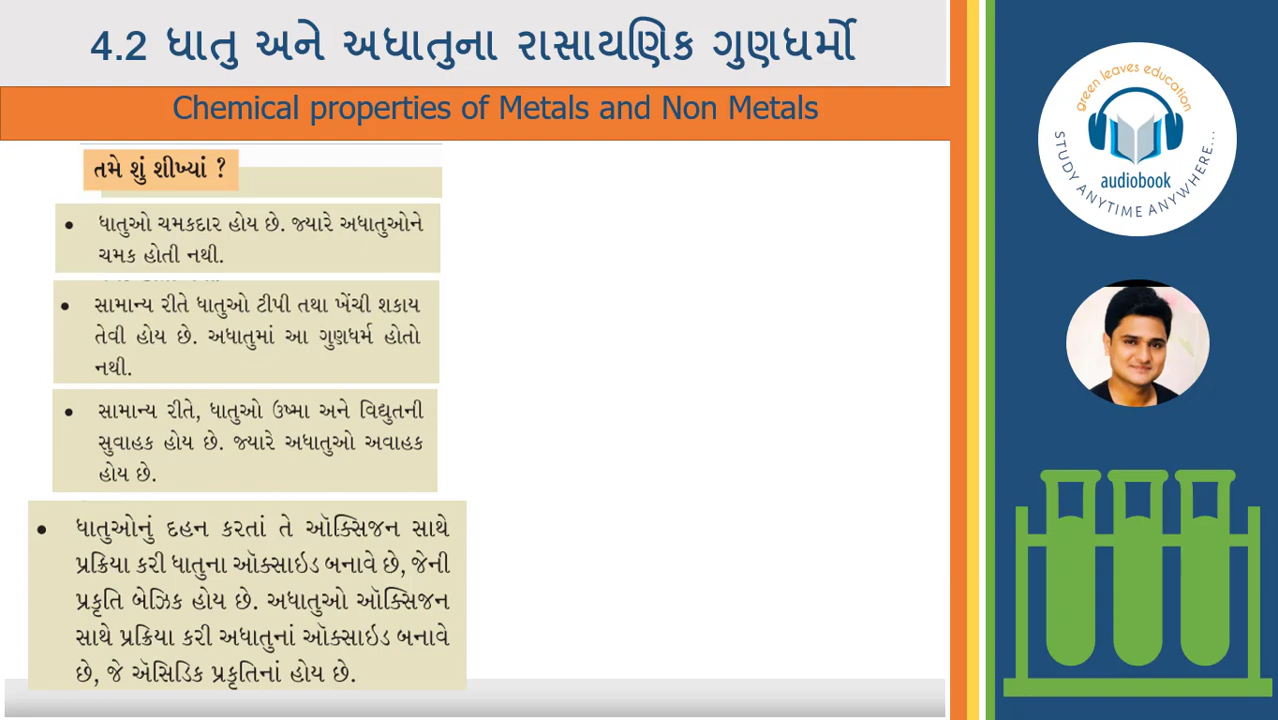 4.2 ધાતુ અને અધાતુના રાસાયણિક ગુણધર્મો
Chemical properties of Metals and Non Metals
તમે શું શીખ્યાં ?
• ધાતુઓ ચમકદાર હોય છે. જ્યારે અધાતુઓને
ચમક હોતી નથી.
• સામાન્ય રીતે ધાતુઓ ટીપી તથા ખેંચી શકાય
તેવી હોય છે. અધાતુમાં આ ગુણધર્મ હોતો
નથી.
• સામાન્ય રીતે, ધાતુઓ ઉષ્મા અને વિદ્યુતની
સુવાહક હોય છે. જ્યારે અધાતુઓ અવાહક
હોય છે.
• ધાતુઓનું દહન કરતાં તે ઑક્સિજન સાથે
પ્રક્રિયા કરી ધાતુના ઑક્સાઇડ બનાવે છે, જેની
પ્રકૃતિ બેઝિક હોય છે. અધાતુઓ ઑક્સિજન
સાથે પ્રક્રિયા કરી અધાતુનાં ઑક્સાઇડ બનાવે
છે, જે ઍસિડિક પ્રકૃતિનાં હોય છે.
green leaves education
audiobook
STUDY ANYTIME ANYWHERE...